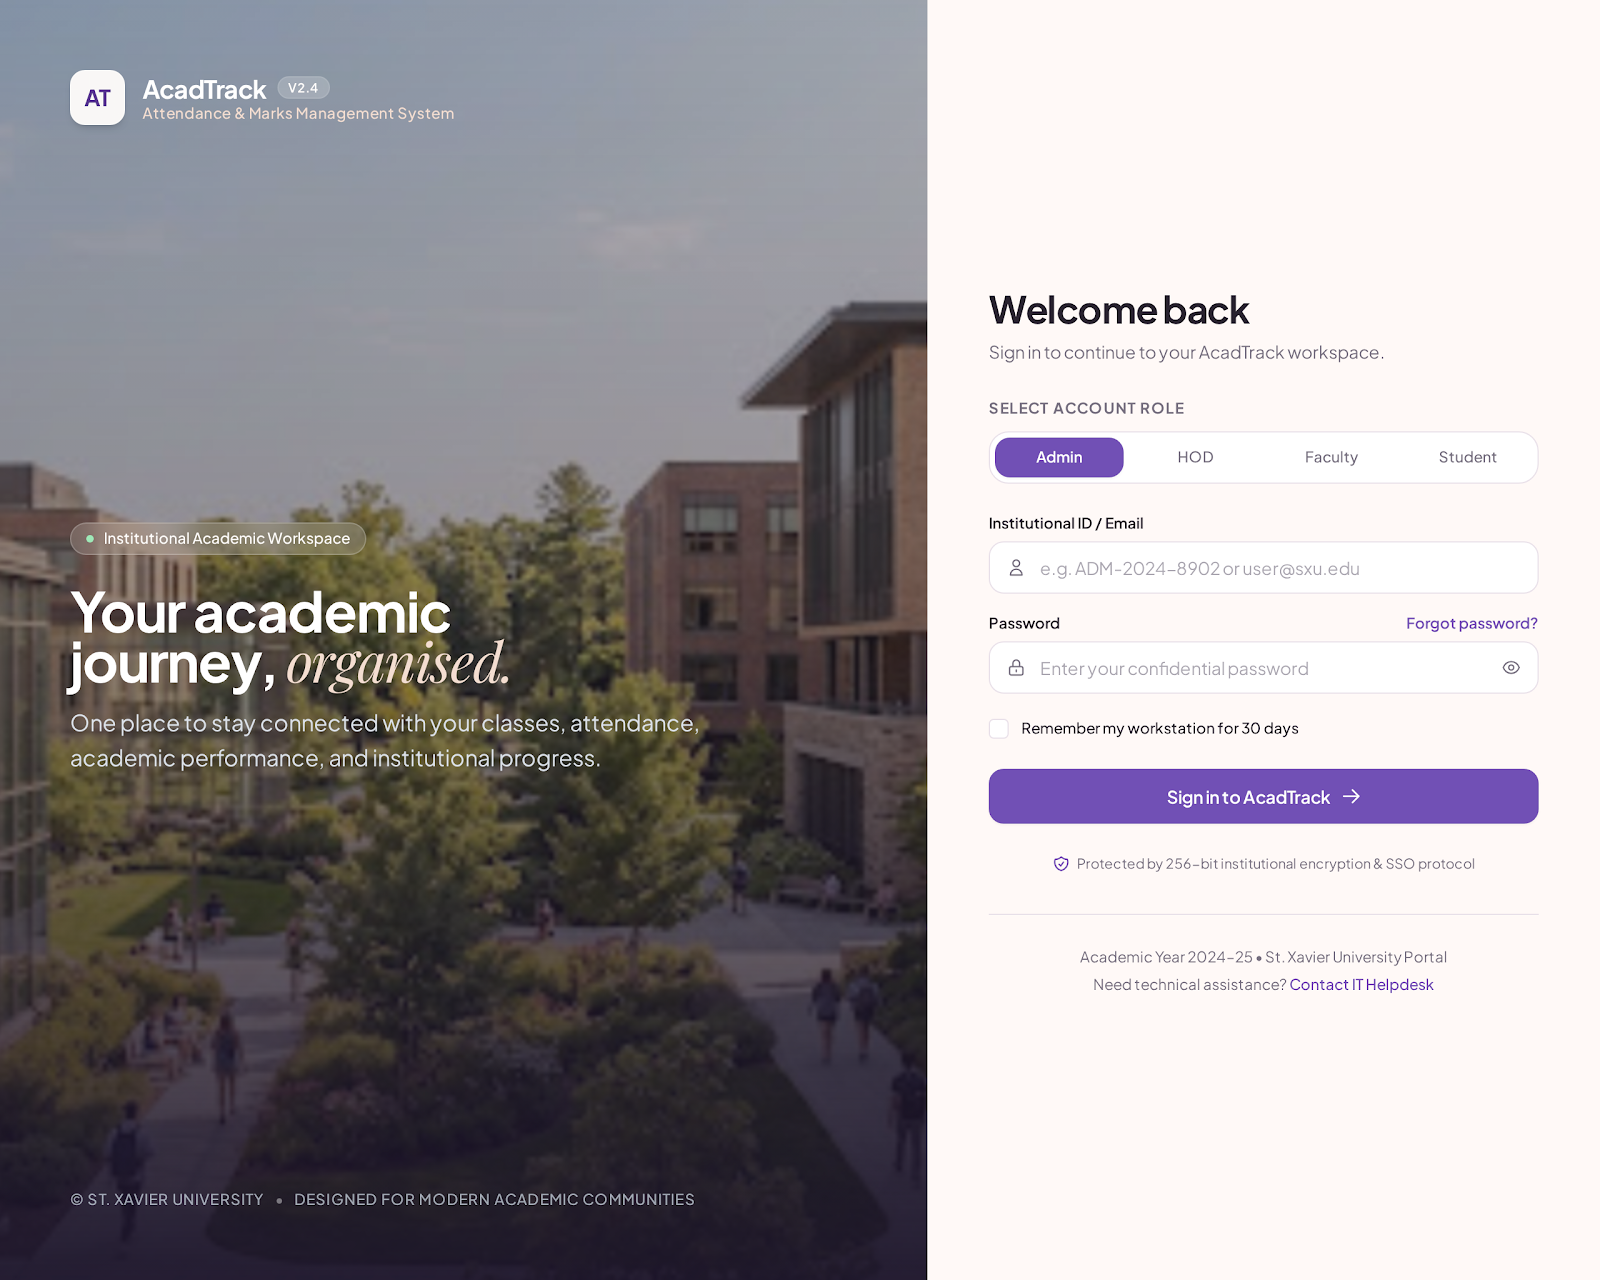 AT
AcadTrack V2.4
Attendance & Marks Management System
Institutional Academic Workspace
Your academic
journey, organised.
One place to stay connected with your classes, attendance,
academic performance, and institutional progress.
© ST. XAVIER UNIVERSITY • DESIGNED FOR MODERN ACADEMIC COMMUNITIES
Welcome back
Sign in to continue to your AcadTrack workspace.
SELECT ACCOUNT ROLE
Admin HOD Faculty Student
Institutional ID / Email
e.g. ADM-2024-8902 or user@sxu.edu
Password Forgot password?
Enter your confidential password
Remember my workstation for 30 days
Sign in to AcadTrack →
Protected by 256-bit institutional encryption & SSO protocol
Academic Year 2024-25 • St. Xavier University Portal
Need technical assistance? Contact IT Helpdesk